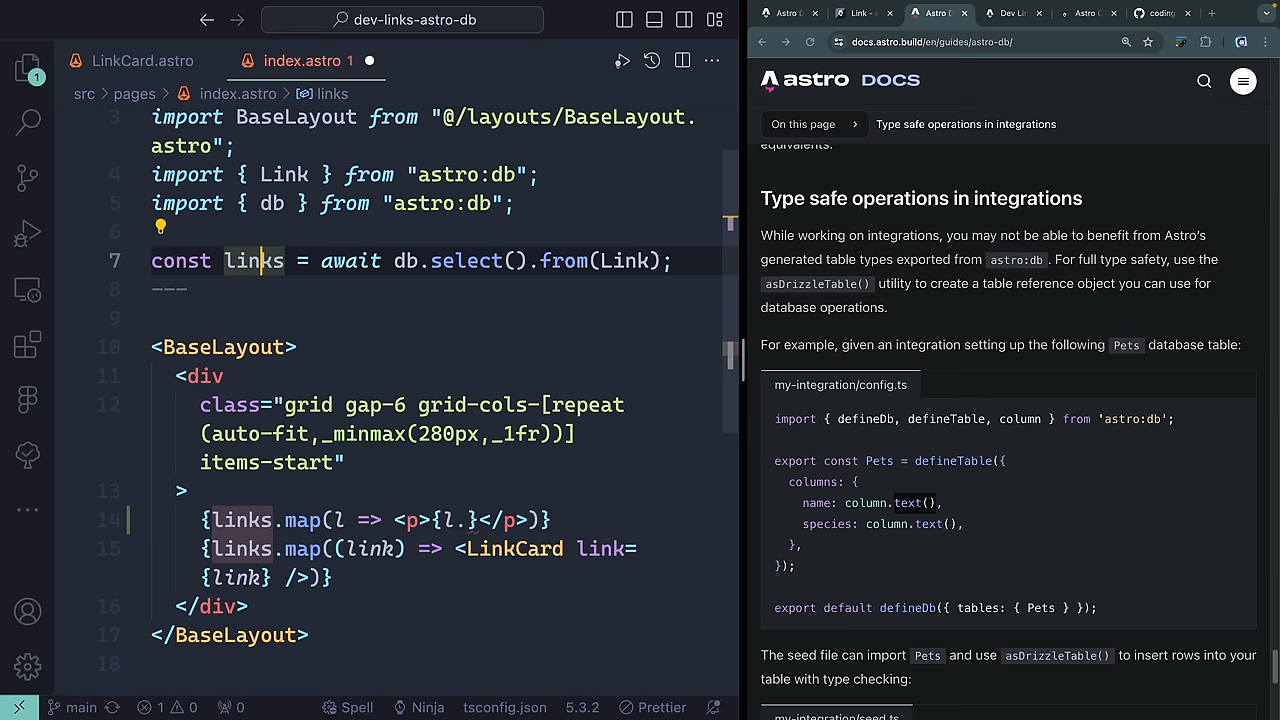 dev-links-astro-db
LinkCard.astro
index.astro 1
src > pages > index.astro > links
3 import BaseLayout from "@/layouts/BaseLayout.
astro";
4 import { Link } from "astro:db";
5 import { db } from "astro:db";
6
7 const links = await db.select().from(Link);
8 ---
9
10 <BaseLayout>
11 <div
12 class="grid gap-6 grid-cols-[repeat
(auto-fit,_minmax(280px,_1fr))]
items-start"
13 >
14 {links.map(l => <p>{l.}</p>)}
15 {links.map((link) => <LinkCard link=
{link} />)}
16 </div>
17 </BaseLayout>
18
1
main
1 0
0
Spell
Ninja
tsconfig.json
5.3.2
Prettier
Astro D
Link - a
Astro D
Dev Lin
Astro C
coding
docs.astro.build/en/guides/astro-db/
astro DOCS
On this page > Type safe operations in integrations
equivalents.
Type safe operations in integrations
While working on integrations, you may not be able to benefit from Astro’s
generated table types exported from astro:db. For full type safety, use the
asDrizzleTable() utility to create a table reference object you can use for
database operations.
For example, given an integration setting up the following Pets database table:
my-integration/config.ts
import { defineDb, defineTable, column } from 'astro:db';
export const Pets = defineTable({
columns: {
name: column.text(),
species: column.text(),
},
});
export default defineDb({ tables: { Pets } });
The seed file can import Pets and use asDrizzleTable() to insert rows into your
table with type checking:
my-integration/seed.ts